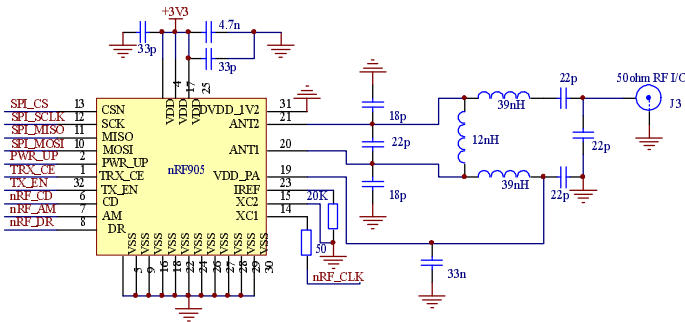 +3V3
4.7n
33p
33p
4
17
25
VDD
VDD
VDD
SPI_CS 13 CSN
SPI_SCLK 12 SCK
SPI_MISO 11 MISO
SPI_MOSI 10 MOSI
PWR_UP 2 PWR_UP
TRX_CE 1 TRX_CE
TX_EN 32 TX_EN
nRF_CD 6 CD
nRF_AM 7 AM
nRF_DR 8 DR
nRF905
DVDD_1V2 31
ANT2 21
ANT1 20
VDD_PA 19
IREF 23
XC2 15
XC1 14
VSS VSS VSS VSS VSS VSS VSS VSS VSS VSS VSS
5 9 16 18 22 24 26 27 28 29 30
20K
50
nRF_CLK
18p
22p
18p
39nH
12nH
39nH
22p
22p
22p
33n
50ohm RF I/O
J3